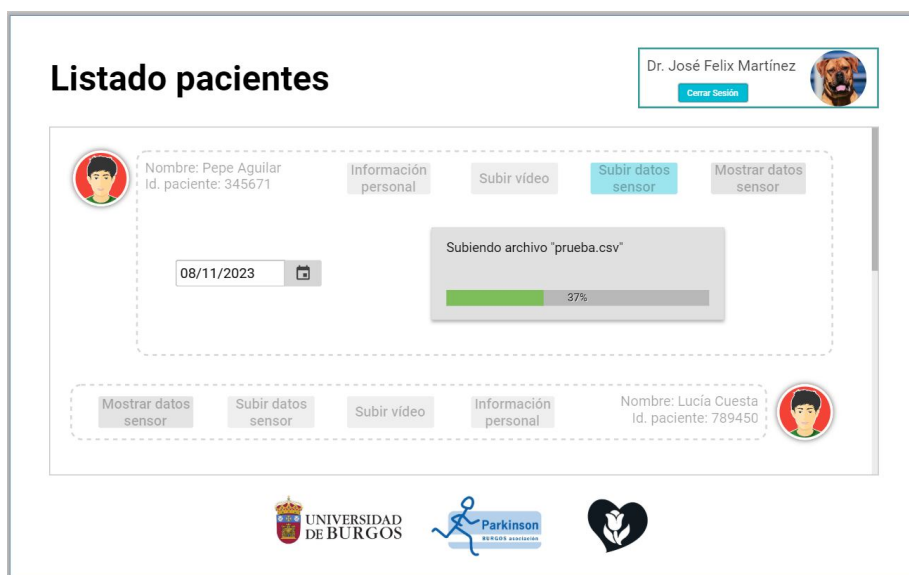 Listado pacientes
Dr. José Felix Martínez
Cerrar Sesión
Nombre: Pepe Aguilar
Id. paciente: 345671
Información
personal
Subir vídeo
Subir datos
sensor
Mostrar datos
sensor
08/11/2023
Subiendo archivo "prueba.csv"
37%
Mostrar datos
sensor
Subir datos
sensor
Subir vídeo
Información
personal
Nombre: Lucía Cuesta
Id. paciente: 789450
UNIVERSIDAD
DE BURGOS
Parkinson
BURGOS asociación